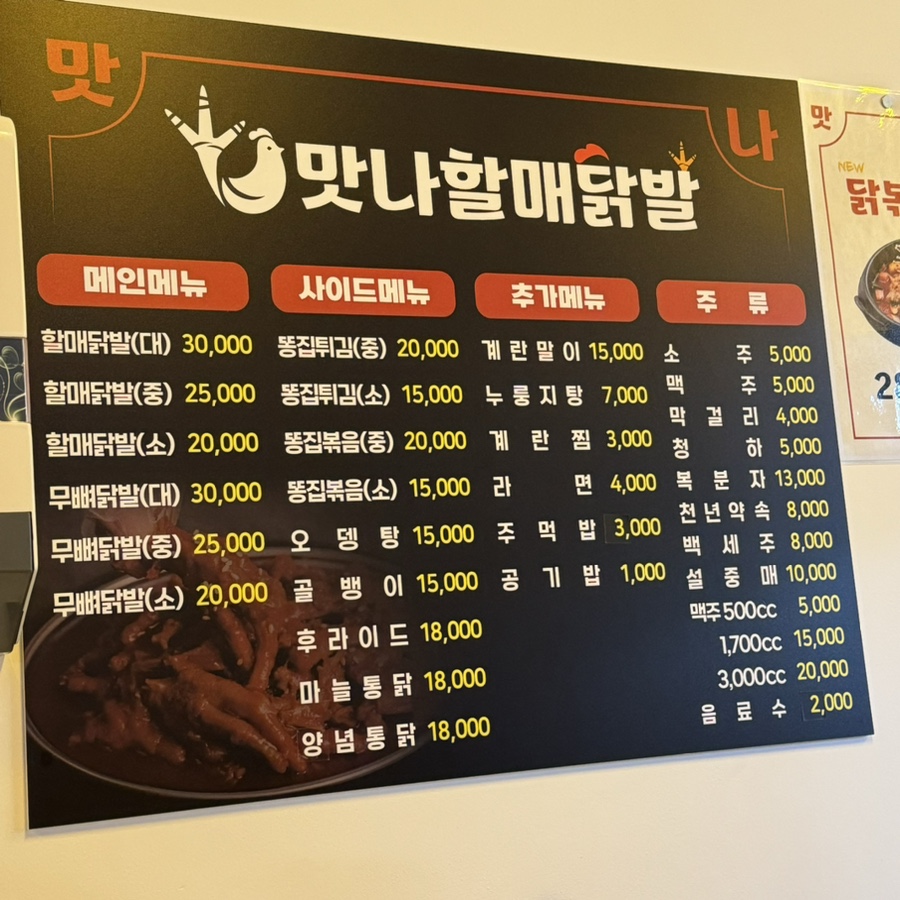 맛
나
맛나할매닭발
메인메뉴
할매닭발(대) 30,000
할매닭발(중) 25,000
할매닭발(소) 20,000
무뼈닭발(대) 30,000
무뼈닭발(중) 25,000
무뼈닭발(소) 20,000
사이드메뉴
똥집튀김(중) 20,000
똥집튀김(소) 15,000
똥집볶음(중) 20,000
똥집볶음(소) 15,000
오뎅탕 15,000
골뱅이 15,000
후라이드 18,000
마늘통닭 18,000
양념통닭 18,000
추가메뉴
계란말이 15,000
누룽지탕 7,000
계란찜 3,000
라면 4,000
주먹밥 3,000
공기밥 1,000
주류
소주 5,000
맥주 5,000
막걸리 4,000
청하 5,000
복분자 13,000
천년약속 8,000
백세주 8,000
설중매 10,000
맥주500cc 5,000
1,700cc 15,000
3,000cc 20,000
음료수 2,000
맛
NEW